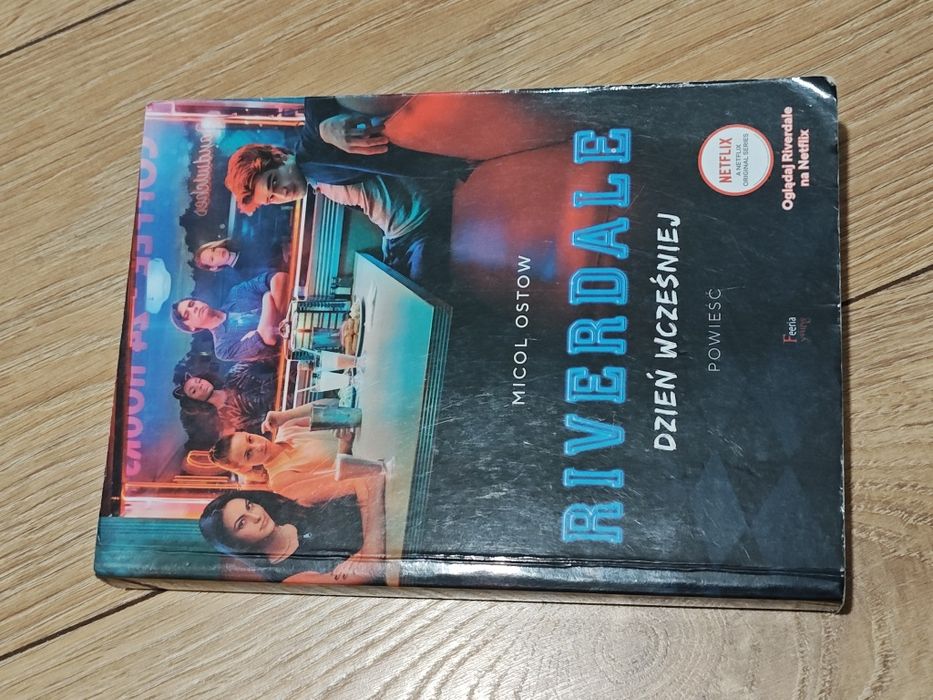 MICOL OSTOW
RIVERDALE
DZIEŃ WCZEŚNIEJ
POWIEŚĆ
Feeria
young
NETFLIX
A NETFLIX
ORIGINAL SERIES
Oglądaj Riverdale
na Netflix